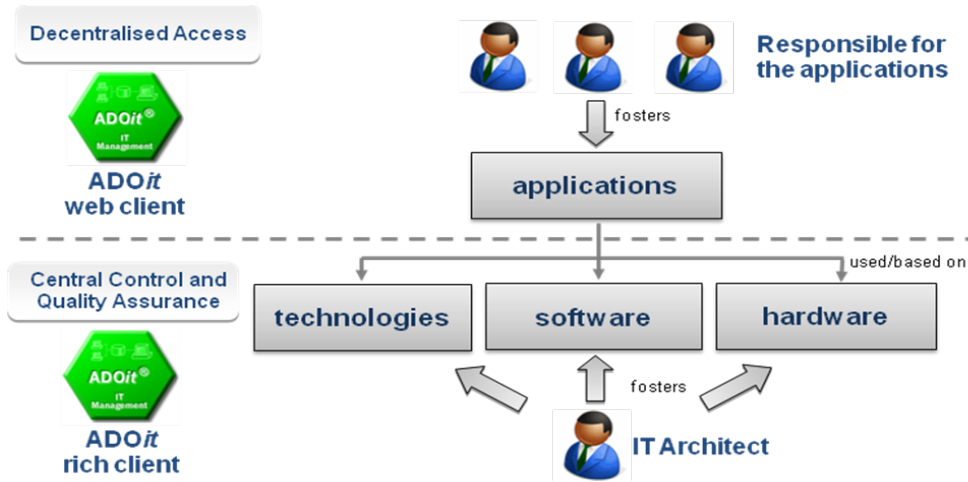 Decentralised Access
ADOit®
IT
Management
ADOit
web client
Responsible for
the applications
fosters
applications
used/based on
Central Control and
Quality Assurance
technologies
software
hardware
ADOit®
IT
Management
ADOit
rich client
fosters
IT Architect